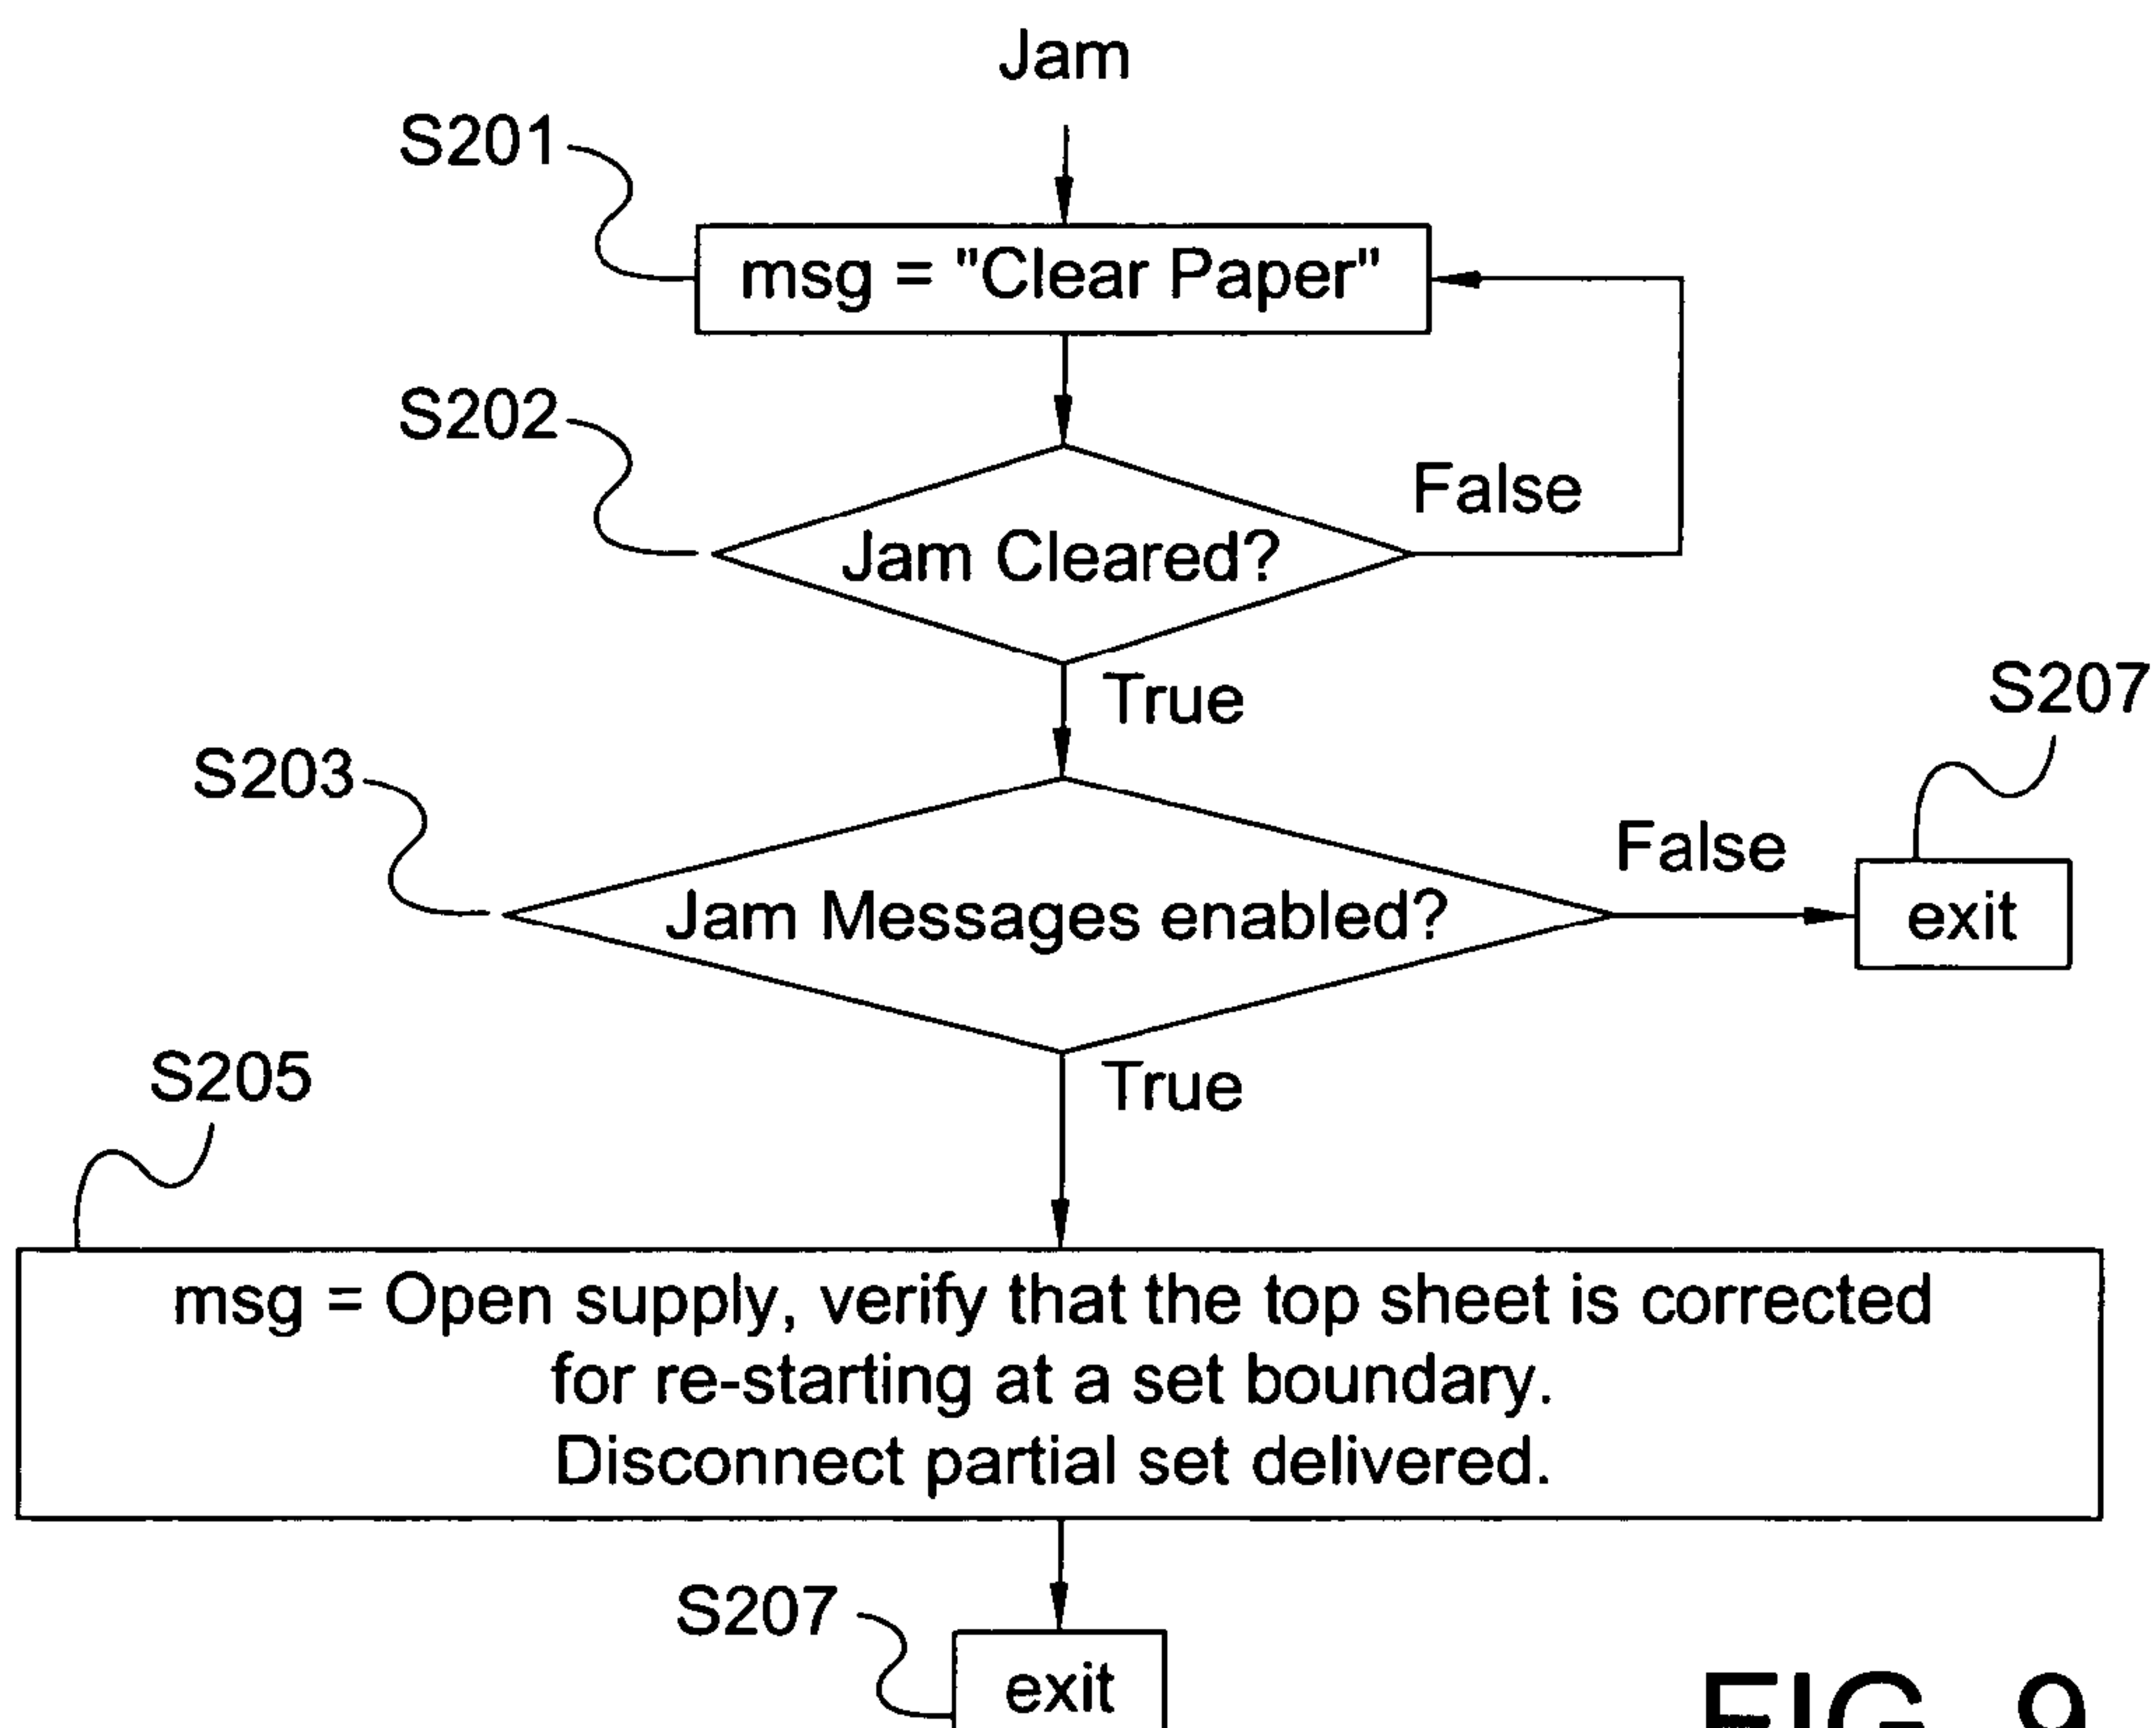 Jam
S201
msg = "Clear Paper"
S202
Jam Cleared?
False
True
S207
S203
Jam Messages enabled?
False
exit
True
S205
msg = Open supply, verify that the top sheet is corrected
for re-starting at a set boundary.
Disconnect partial set delivered.
S207
exit
FIG. 9